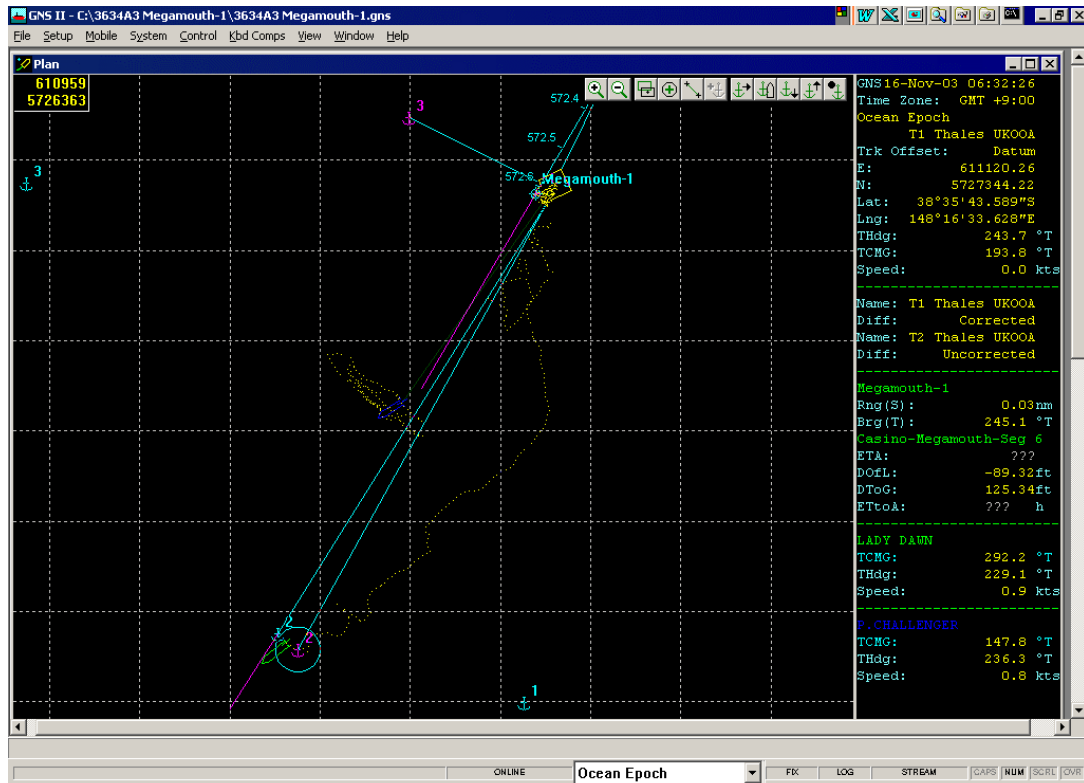 GNS II - C:\3634A3 Megamouth-1\3634A3 Megamouth-1.gns
File Setup Mobile System Control Kbd Comps View Window Help
Plan
610959
5726363
572.4
3
572.5
3
572.6
Megamouth-1
2
2
1
GNS 16-Nov-03 06:32:26
Time Zone: GMT +9:00
Ocean Epoch
T1 Thales UKOOA
Trk Offset: Datum
E: 611120.26
N: 5727344.22
Lat: 38°35'43.589"S
Lng: 148°16'33.628"E
THdg: 243.7 °T
TCMG: 193.8 °T
Speed: 0.0 kts
Name: T1 Thales UKOOA
Diff: Corrected
Name: T2 Thales UKOOA
Diff: Uncorrected
Megamouth-1
Rng(S): 0.03nm
Brg(T): 245.1 °T
Casino-Megamouth-Seg 6
ETA: ???
DOfL: -89.32ft
DToG: 125.34ft
ETtoA: ??? h
LADY DAWN
TCMG: 292.2 °T
THdg: 229.1 °T
Speed: 0.9 kts
P.CHALLENGER
TCMG: 147.8 °T
THdg: 236.3 °T
Speed: 0.8 kts
ONLINE Ocean Epoch FIX LOG STREAM CAPS NUM SCRL OVR